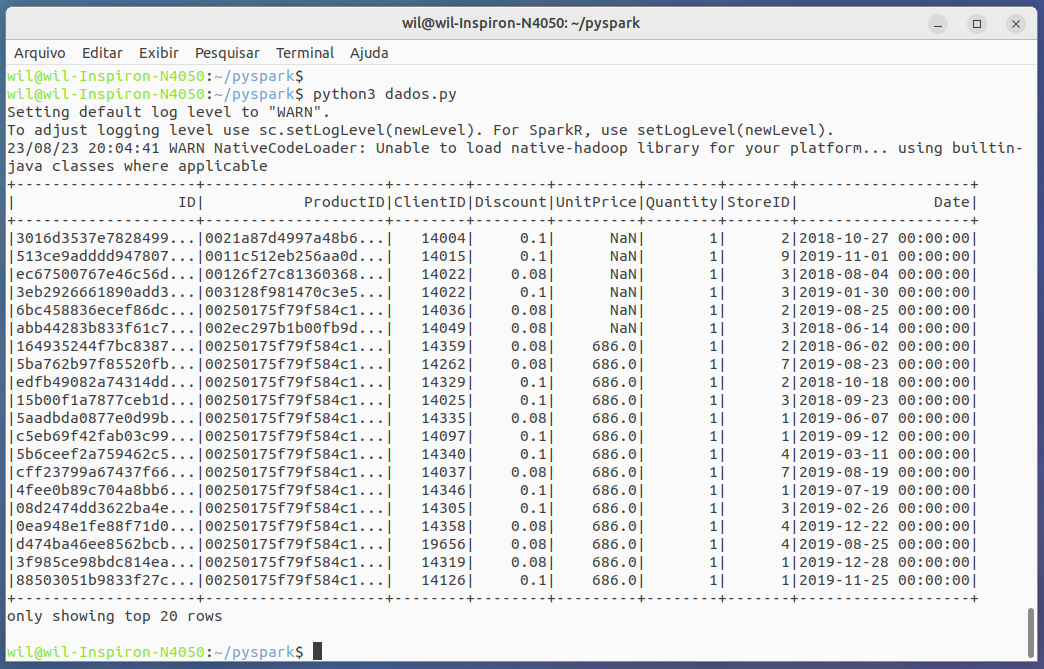 wil@wil-Inspiron-N4050: ~/pyspark
Arquivo Editar Exibir Pesquisar Terminal Ajuda
wil@wil-Inspiron-N4050:~/pyspark$
wil@wil-Inspiron-N4050:~/pyspark$ python3 dados.py
Setting default log level to "WARN".
To adjust logging level use sc.setLogLevel(newLevel). For SparkR, use setLogLevel(newLevel).
23/08/23 20:04:41 WARN NativeCodeLoader: Unable to load native-hadoop library for your platform... using builtin-
java classes where applicable
+--------------------+--------------------+--------+--------+---------+--------+-------+-------------------+
|                  ID|           ProductID|ClientID|Discount|UnitPrice|Quantity|StoreID|               Date|
+--------------------+--------------------+--------+--------+---------+--------+-------+-------------------+
|3016d3537e7828499...|0021a87d4997a48b6...|   14004|     0.1|      NaN|       1|      2|2018-10-27 00:00:00|
|513ce9adddd947807...|0011c512eb256aa0d...|   14015|     0.1|      NaN|       1|      9|2019-11-01 00:00:00|
|ec67500767e46c56d...|00126f27c81360368...|   14022|    0.08|      NaN|       1|      3|2018-08-04 00:00:00|
|3eb2926661890add3...|003128f981470c3e5...|   14022|     0.1|      NaN|       1|      3|2019-01-30 00:00:00|
|6bc458836ecef86dc...|00250175f79f584c1...|   14036|    0.08|      NaN|       1|      2|2019-08-25 00:00:00|
|abb44283b833f61c7...|002ec297b1b00fb9d...|   14049|    0.08|      NaN|       1|      3|2018-06-14 00:00:00|
|164935244f7bc8387...|00250175f79f584c1...|   14359|    0.08|    686.0|       1|      2|2018-06-02 00:00:00|
|5ba762b97f85520fb...|00250175f79f584c1...|   14262|    0.08|    686.0|       1|      7|2019-08-23 00:00:00|
|edfb49082a74314dd...|00250175f79f584c1...|   14329|     0.1|    686.0|       1|      2|2018-10-18 00:00:00|
|15b00f1a7877ceb1d...|00250175f79f584c1...|   14025|     0.1|    686.0|       1|      3|2018-09-23 00:00:00|
|5aadbda0877e0d99b...|00250175f79f584c1...|   14335|    0.08|    686.0|       1|      1|2019-06-07 00:00:00|
|c5eb69f42fab03c99...|00250175f79f584c1...|   14097|     0.1|    686.0|       1|      1|2019-09-12 00:00:00|
|5b6ceef2a759462c5...|00250175f79f584c1...|   14340|     0.1|    686.0|       1|      4|2019-03-11 00:00:00|
|cff23799a67437f66...|00250175f79f584c1...|   14037|    0.08|    686.0|       1|      7|2019-08-19 00:00:00|
|4fee0b89c704a8bb6...|00250175f79f584c1...|   14346|     0.1|    686.0|       1|      1|2019-07-19 00:00:00|
|08d2474dd3622ba4e...|00250175f79f584c1...|   14305|     0.1|    686.0|       1|      3|2019-02-26 00:00:00|
|0ea948e1fe88f71d0...|00250175f79f584c1...|   14358|    0.08|    686.0|       1|      4|2019-12-22 00:00:00|
|d474ba46ee8562bcb...|00250175f79f584c1...|   19656|    0.08|    686.0|       1|      4|2019-08-25 00:00:00|
|3f985ce98bdc814ea...|00250175f79f584c1...|   14319|    0.08|    686.0|       1|      1|2019-12-28 00:00:00|
|88503051b9833f27c...|00250175f79f584c1...|   14126|     0.1|    686.0|       1|      1|2019-11-25 00:00:00|
+--------------------+--------------------+--------+--------+---------+--------+-------+-------------------+
only showing top 20 rows
wil@wil-Inspiron-N4050:~/pyspark$